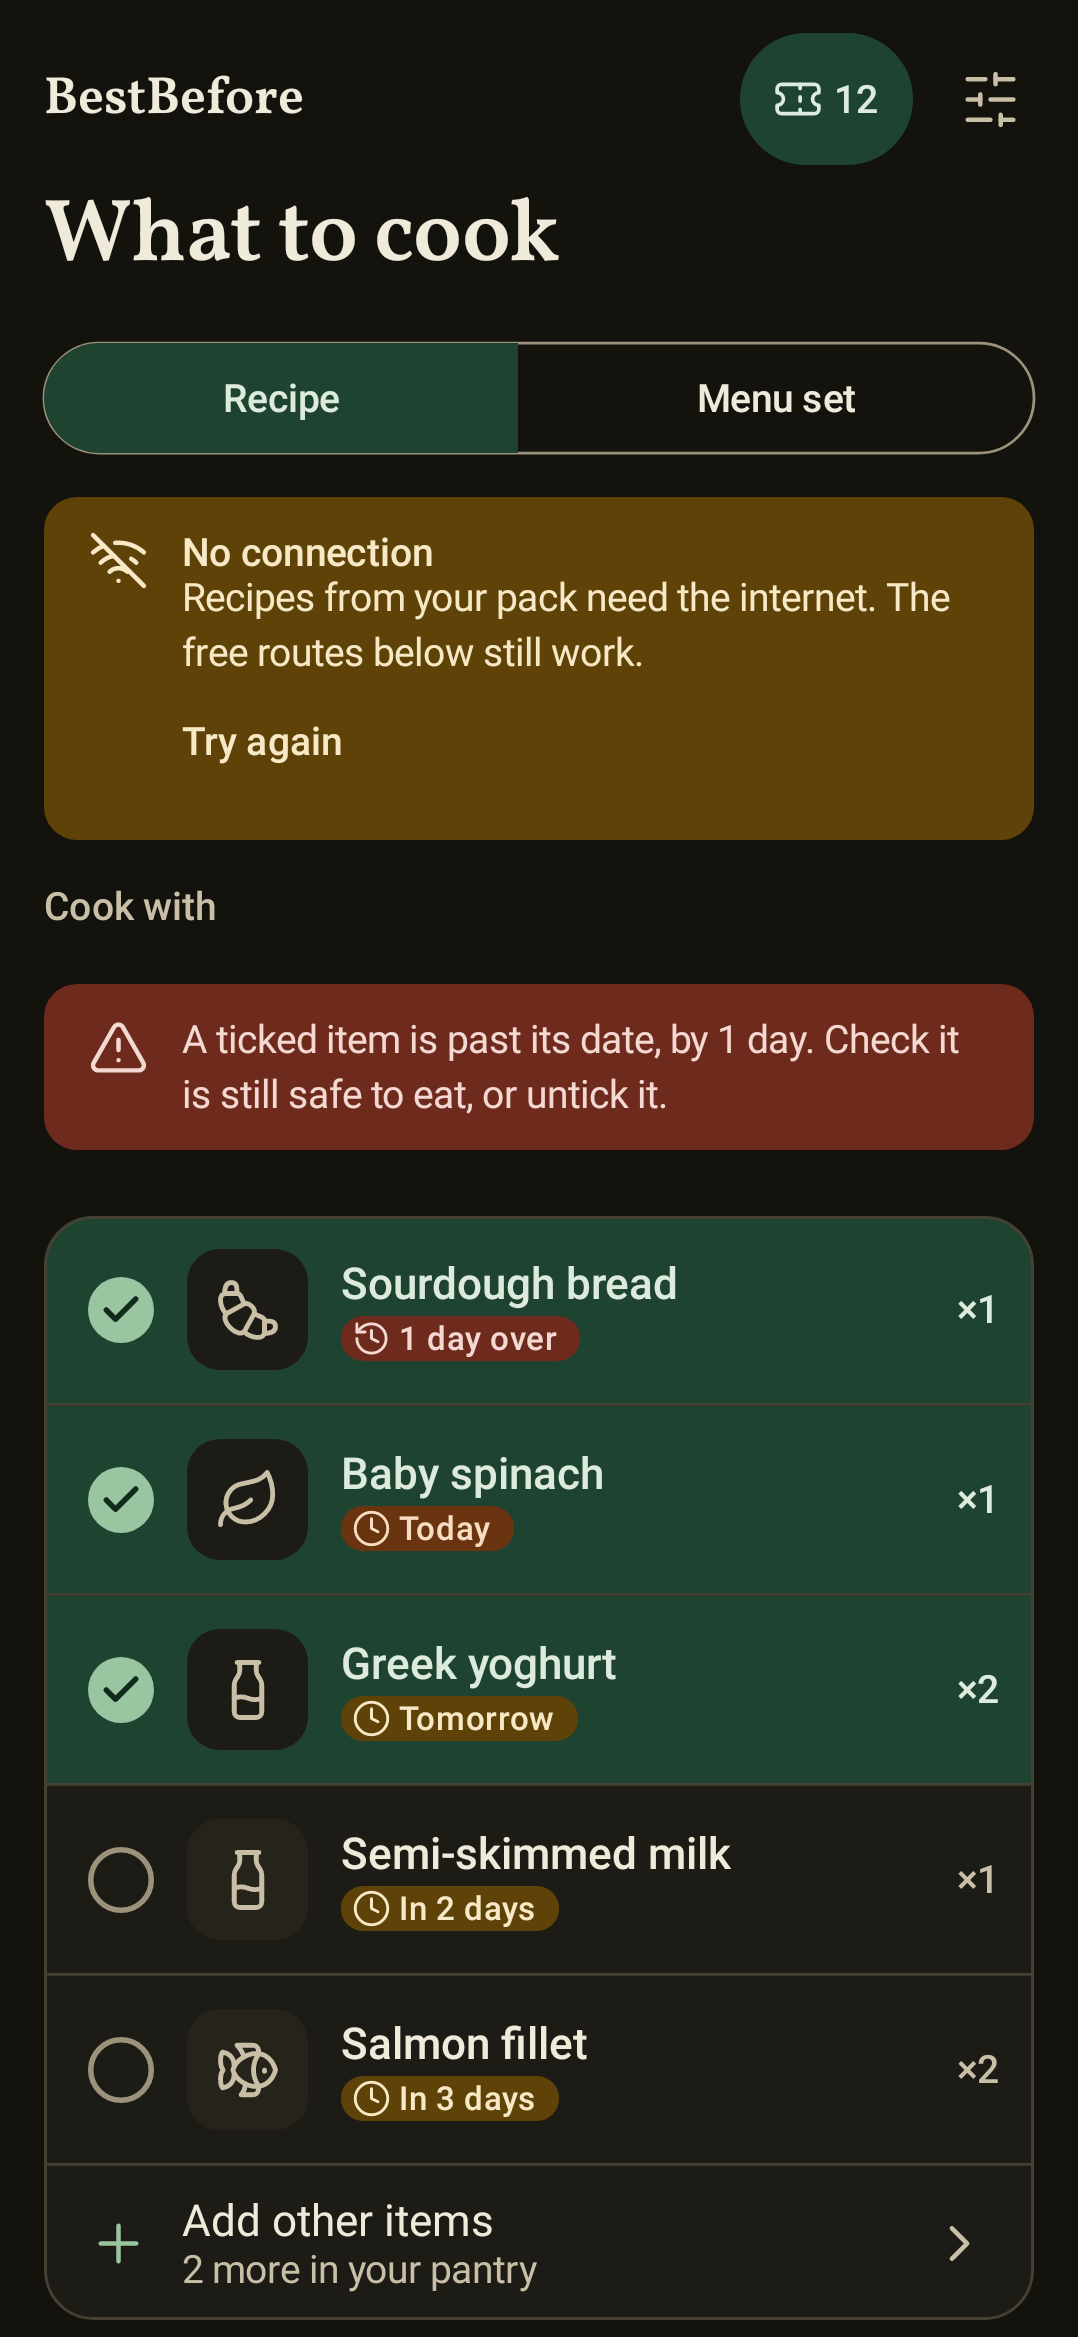 BestBefore
12
What to cook
Recipe
Menu set
No connection
Recipes from your pack need the internet. The
free routes below still work.
Try again
Cook with
A ticked item is past its date, by 1 day. Check it
is still safe to eat, or untick it.
Sourdough bread
1 day over
×1
Baby spinach
Today
×1
Greek yoghurt
Tomorrow
×2
Semi-skimmed milk
In 2 days
×1
Salmon fillet
In 3 days
×2
Add other items
2 more in your pantry